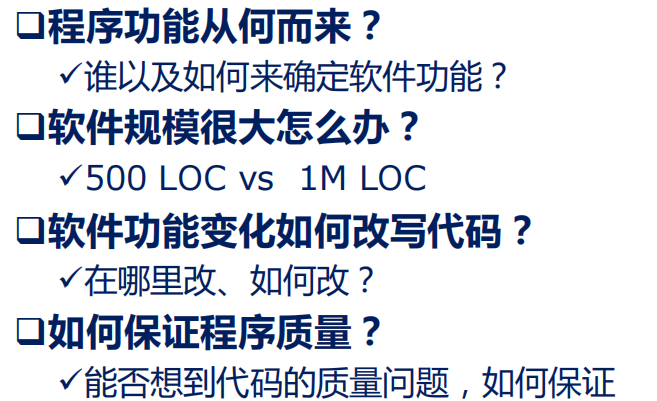 ❑程序功能从何而来？
✓谁以及如何来确定软件功能？
❑软件规模很大怎么办？
✓500 LOC vs  1M LOC
❑软件功能变化如何改写代码？
✓在哪里改、如何改？
❑如何保证程序质量？
✓能否想到代码的质量问题，如何保证